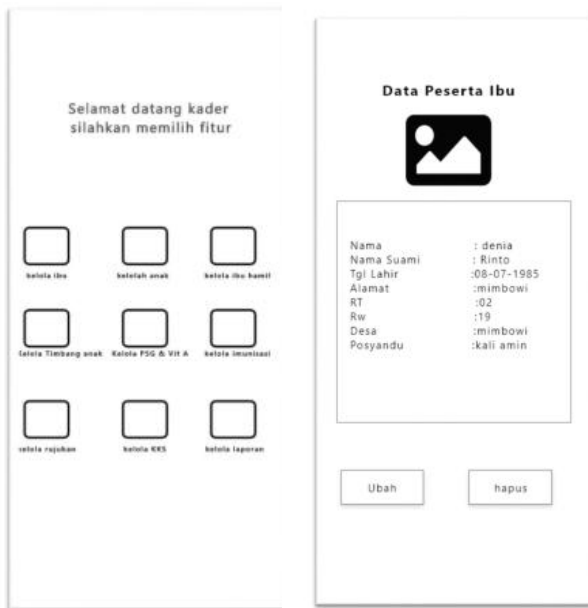 Selamat datang kader
silahkan memilih fitur
kelola ibu
kelolah anak
kelola ibu hamil
Kelola Timbang anak
Kelola PSG & Vit A
kelola imunisasi
kelola rujukan
kelola KKS
kelola laporan
Data Peserta Ibu
Nama : denia
Nama Suami : Rinto
Tgl Lahir :08-07-1985
Alamat :mimbowi
RT :02
Rw :19
Desa :mimbowi
Posyandu :kali amin
Ubah
hapus